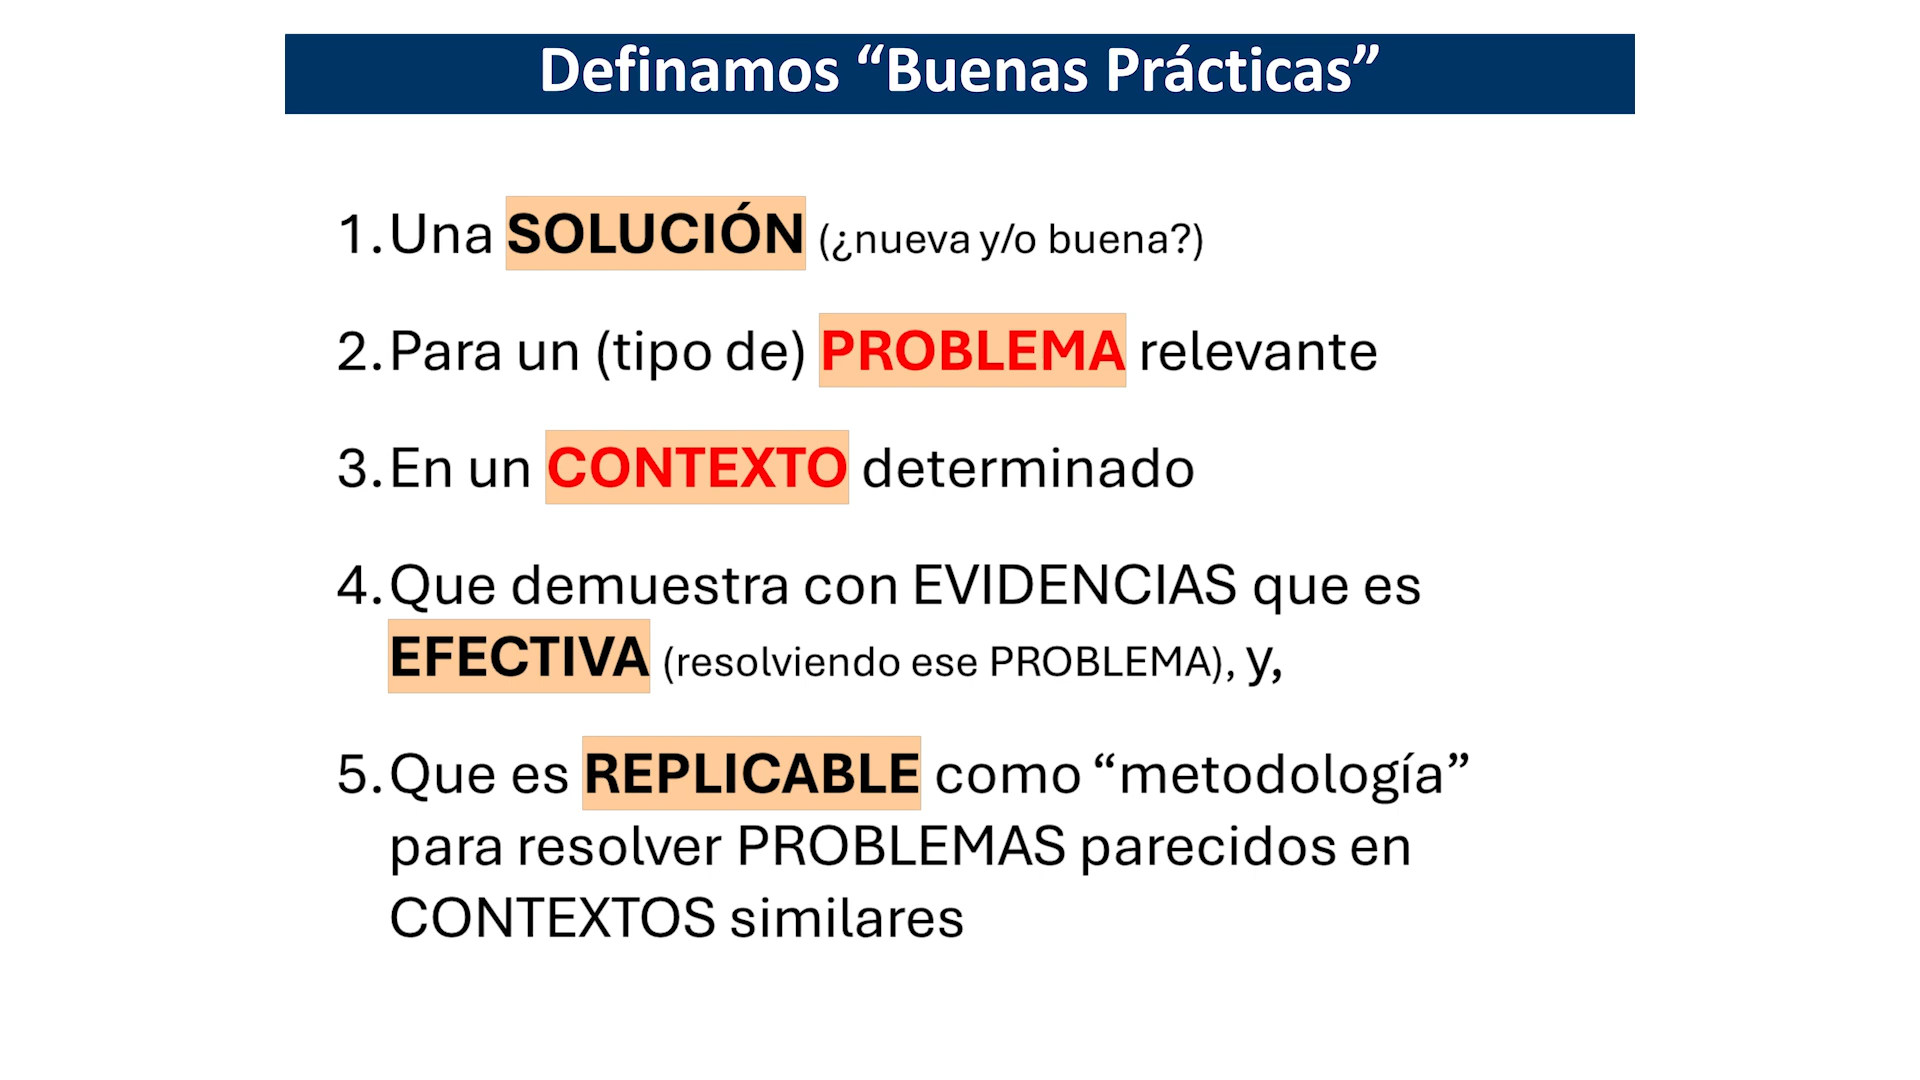 Definamos “Buenas Prácticas”
1. Una SOLUCIÓN (¿nueva y/o buena?)
2. Para un (tipo de) PROBLEMA relevante
3. En un CONTEXTO determinado
4. Que demuestra con EVIDENCIAS que es
EFECTIVA (resolviendo ese PROBLEMA), y,
5. Que es REPLICABLE como “metodología”
para resolver PROBLEMAS parecidos en
CONTEXTOS similares